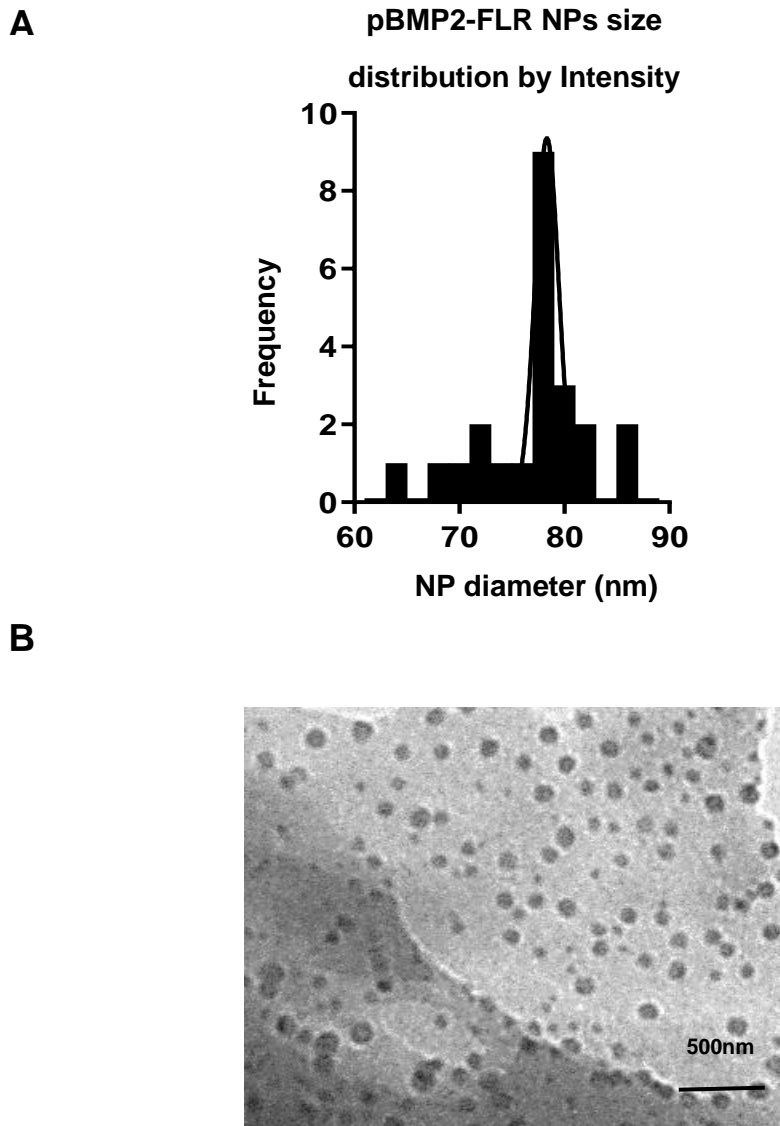 A
pBMP2-FLR NPs size
distribution by Intensity
10
8
6
4
2
0
Frequency
60 70 80 90
NP diameter (nm)
B
500nm